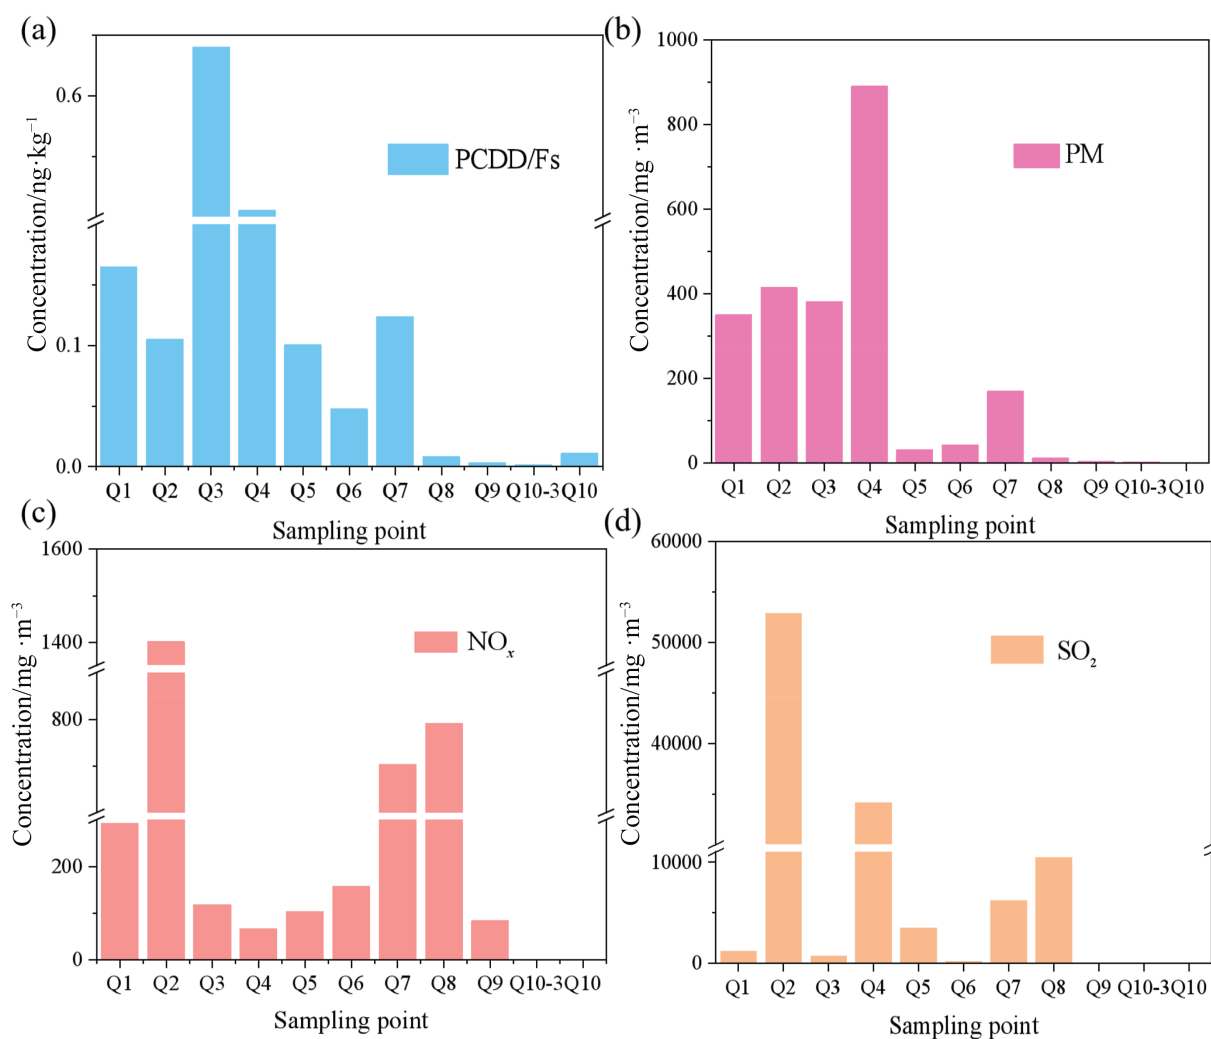 (a)
Concentration/ng·kg⁻¹
0.6
0.1
0.0
PCDD/Fs
Q1 Q2 Q3 Q4 Q5 Q6 Q7 Q8 Q9 Q10-3 Q10
Sampling point
(b)
Concentration/mg ·m⁻³
1000
800
600
400
200
0
PM
Q1 Q2 Q3 Q4 Q5 Q6 Q7 Q8 Q9 Q10-3 Q10
Sampling point
(c)
Concentration/mg ·m⁻³
1600
1400
800
200
0
NOₓ
Q1 Q2 Q3 Q4 Q5 Q6 Q7 Q8 Q9 Q10-3 Q10
Sampling point
(d)
Concentration/mg ·m⁻³
60000
50000
40000
10000
0
SO₂
Q1 Q2 Q3 Q4 Q5 Q6 Q7 Q8 Q9 Q10-3 Q10
Sampling point